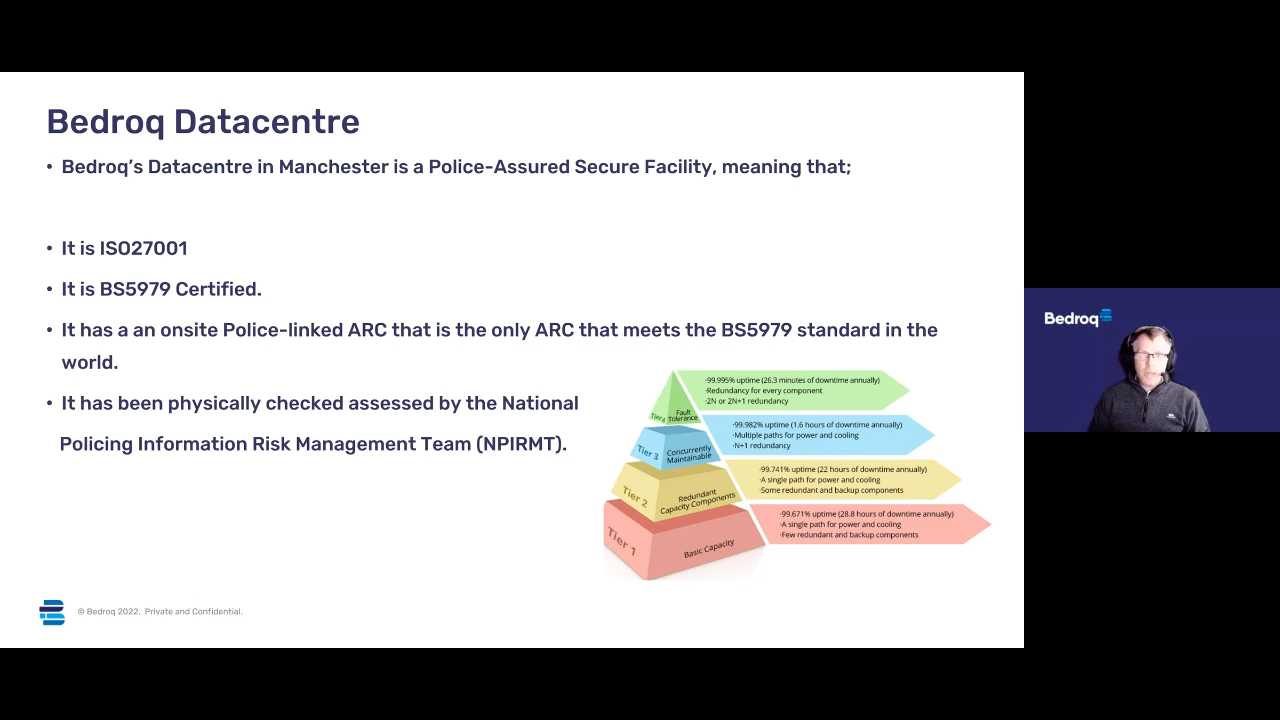 Bedroq Datacentre
• Bedroq's Datacentre in Manchester is a Police-Assured Secure Facility, meaning that;
• It is ISO27001
• It is BS5979 Certified.
• It has a an onsite Police-linked ARC that is the only ARC that meets the BS5979 standard in the
world.
• It has been physically checked assessed by the National
Policing Information Risk Management Team (NPIRMT).
Tier 4
Fault
Tolerance
-99.995% uptime (26.3 minutes of downtime annually)
-Redundancy for every component
-2N or 2N+1 redundancy
Tier 3
Concurrently
Maintainable
-99.982% uptime (1.6 hours of downtime annually)
-Multiple paths for power and cooling
-N+1 redundancy
Tier 2
Redundant
Capacity Components
-99.741% uptime (22 hours of downtime annually)
-A single path for power and cooling
-Some redundant and backup components
Tier 1
Basic Capacity
-99.671% uptime (28.8 hours of downtime annually)
-A single path for power and cooling
-Few redundant and backup components
© Bedroq 2022. Private and Confidential.
Bedroq